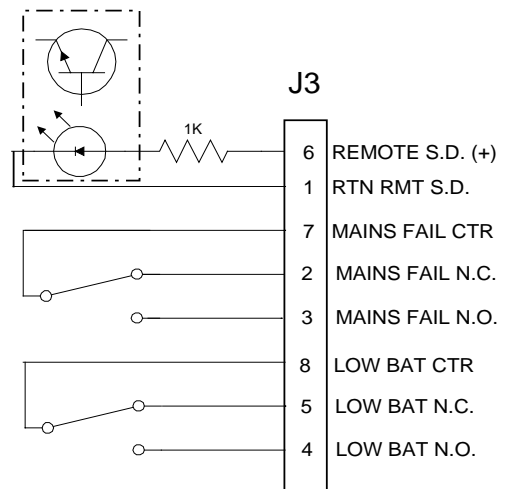 J3
1K
6 REMOTE S.D. (+)
1 RTN RMT S.D.
7 MAINS FAIL CTR
2 MAINS FAIL N.C.
3 MAINS FAIL N.O.
8 LOW BAT CTR
5 LOW BAT N.C.
4 LOW BAT N.O.